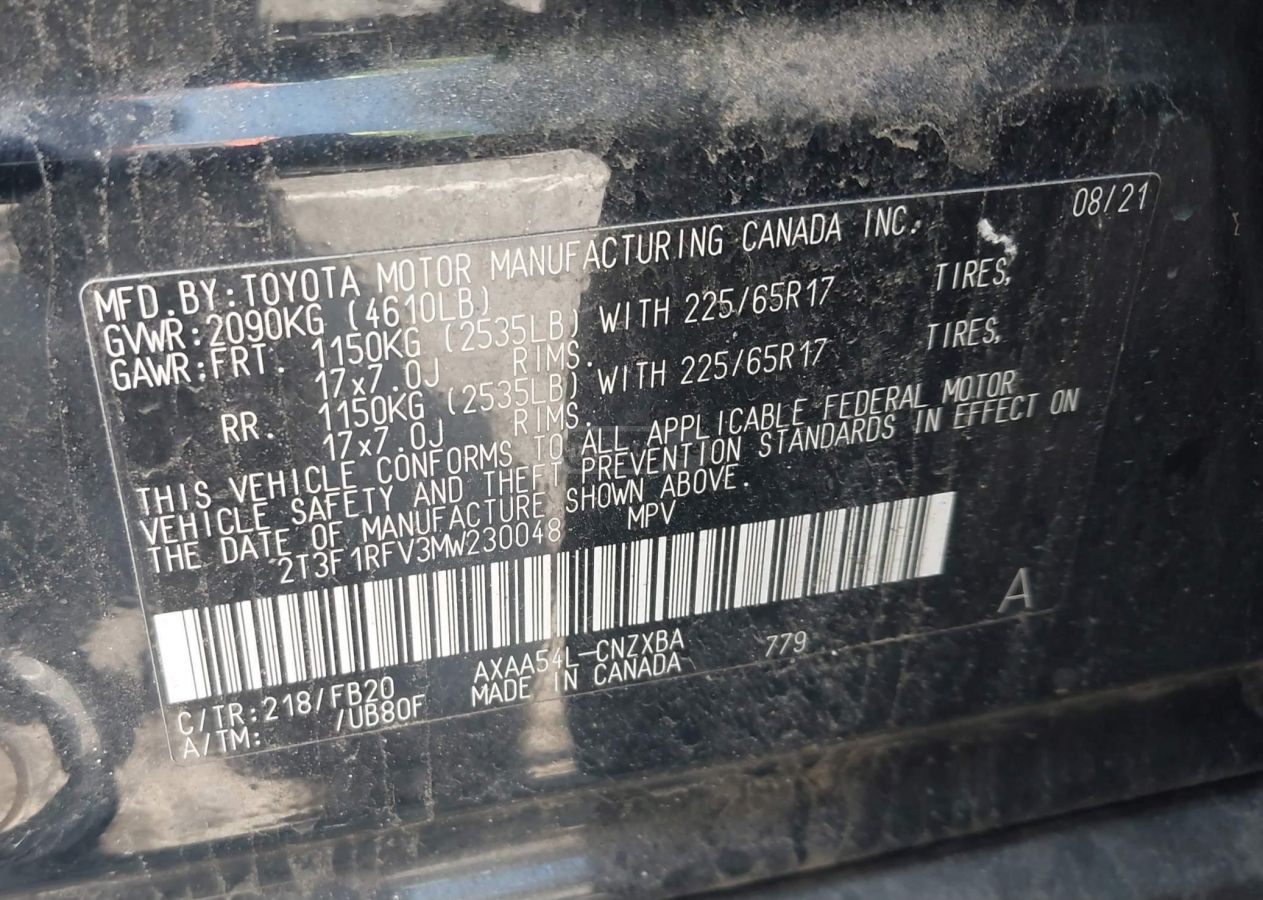 08/21
MFD.BY:TOYOTA MOTOR MANUFACTURING CANADA INC.
GVWR:2090KG (4610LB)
GAWR:FRT. 1150KG (2535LB) WITH 225/65R17 TIRES,
17x7.0J RIMS.
RR. 1150KG (2535LB) WITH 225/65R17 TIRES,
17x7.0J RIMS.
THIS VEHICLE CONFORMS TO ALL APPLICABLE FEDERAL MOTOR
VEHICLE SAFETY AND THEFT PREVENTION STANDARDS IN EFFECT ON
THE DATE OF MANUFACTURE SHOWN ABOVE.
2T3F1RFV3MW230048 MPV
A
C/TR:218/FB20 AXAA54L-CNZXBA 779
A/TM: /UB80F MADE IN CANADA